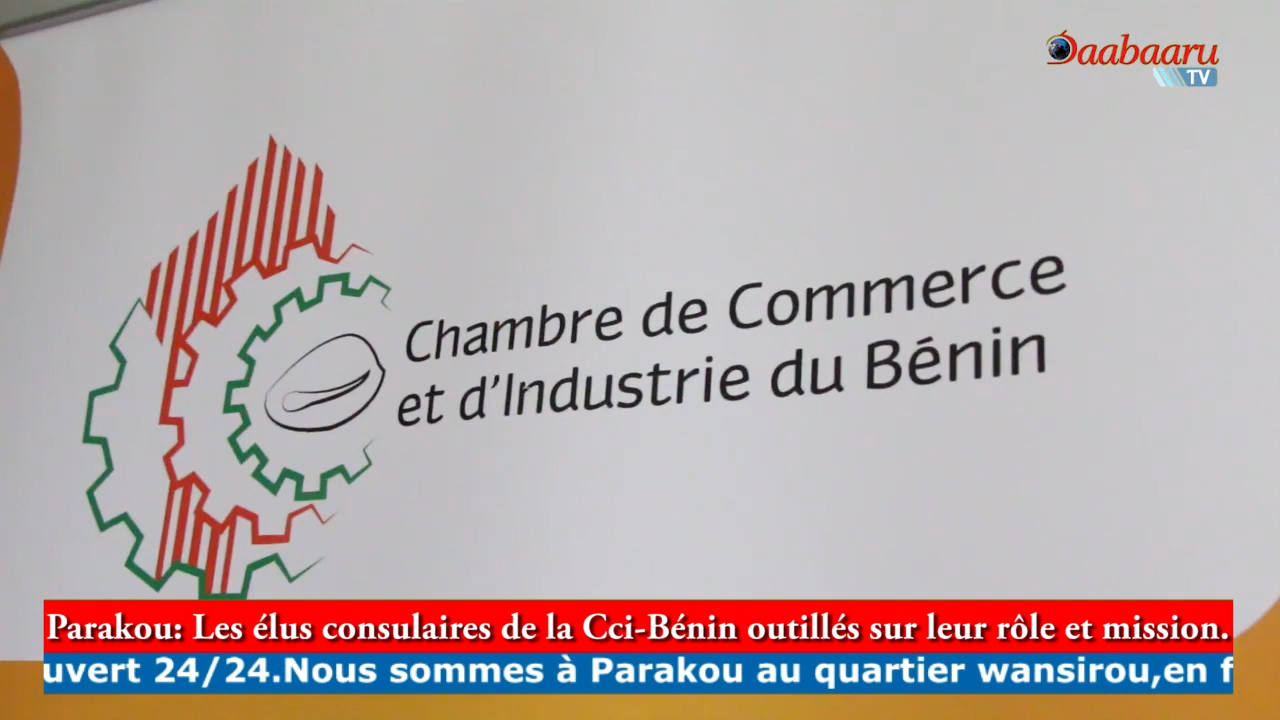 Daabaaru
TV
Chambre de Commerce
et d'Industrie du Bénin
Parakou: Les élus consulaires de la Cci-Bénin outillés sur leur rôle et mission.
uvert 24/24.Nous sommes à Parakou au quartier wansirou,en f